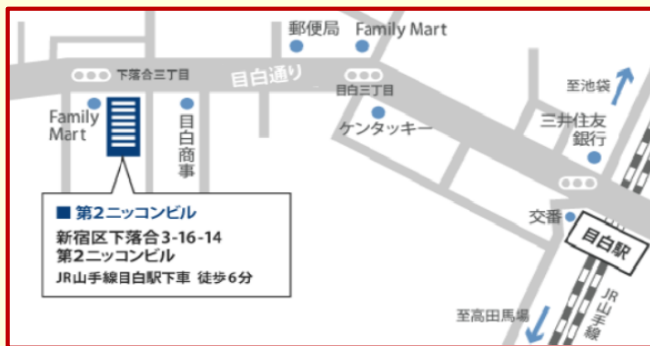 郵便局
Family Mart
下落合三丁目
目白通り
目白三丁目
至池袋
Family
Mart
目白商事
ケンタッキー
三井住友
銀行
■ 第2ニッコンビル
新宿区下落合3-16-14
第2ニッコンビル
JR山手線目白駅下車 徒歩6分
交番
目白駅
至高田馬場
JR山手線